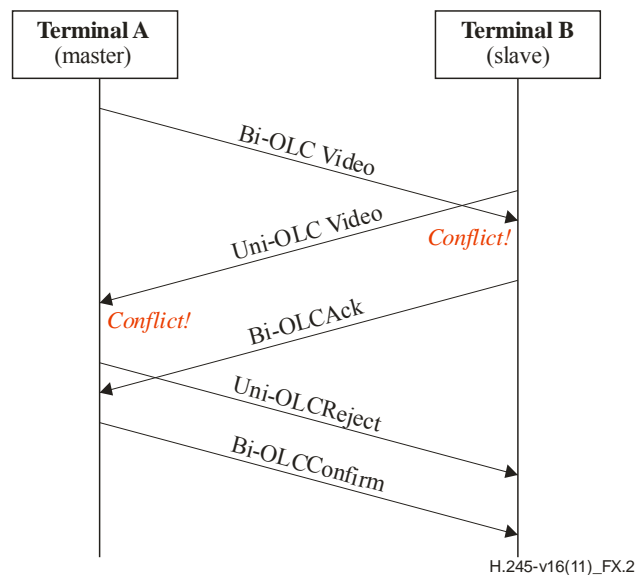 Terminal A
(master)
Terminal B
(slave)
Bi-OLC Video
Uni-OLC Video
Conflict!
Conflict!
Bi-OLCAck
Uni-OLCReject
Bi-OLCConfirm
H.245-v16(11)_FX.2